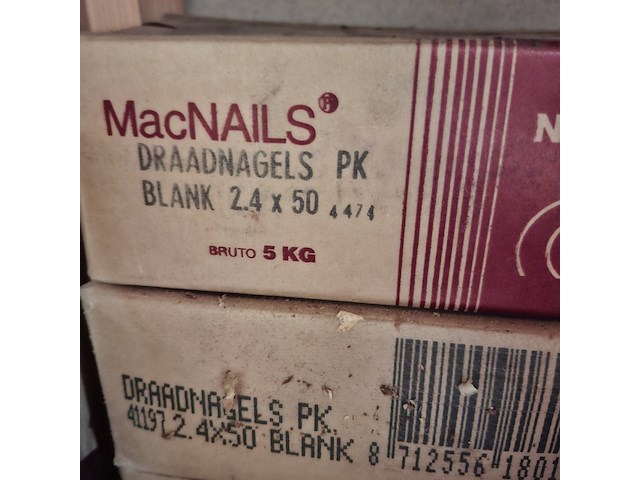 MacNAILS®
DRAADNAGELS PK
BLANK 2.4 x 50 4474
BRUTO 5 KG
N
DRAADNAGELS PK.
41197 2.4X50 BLANK
8 712556 1801